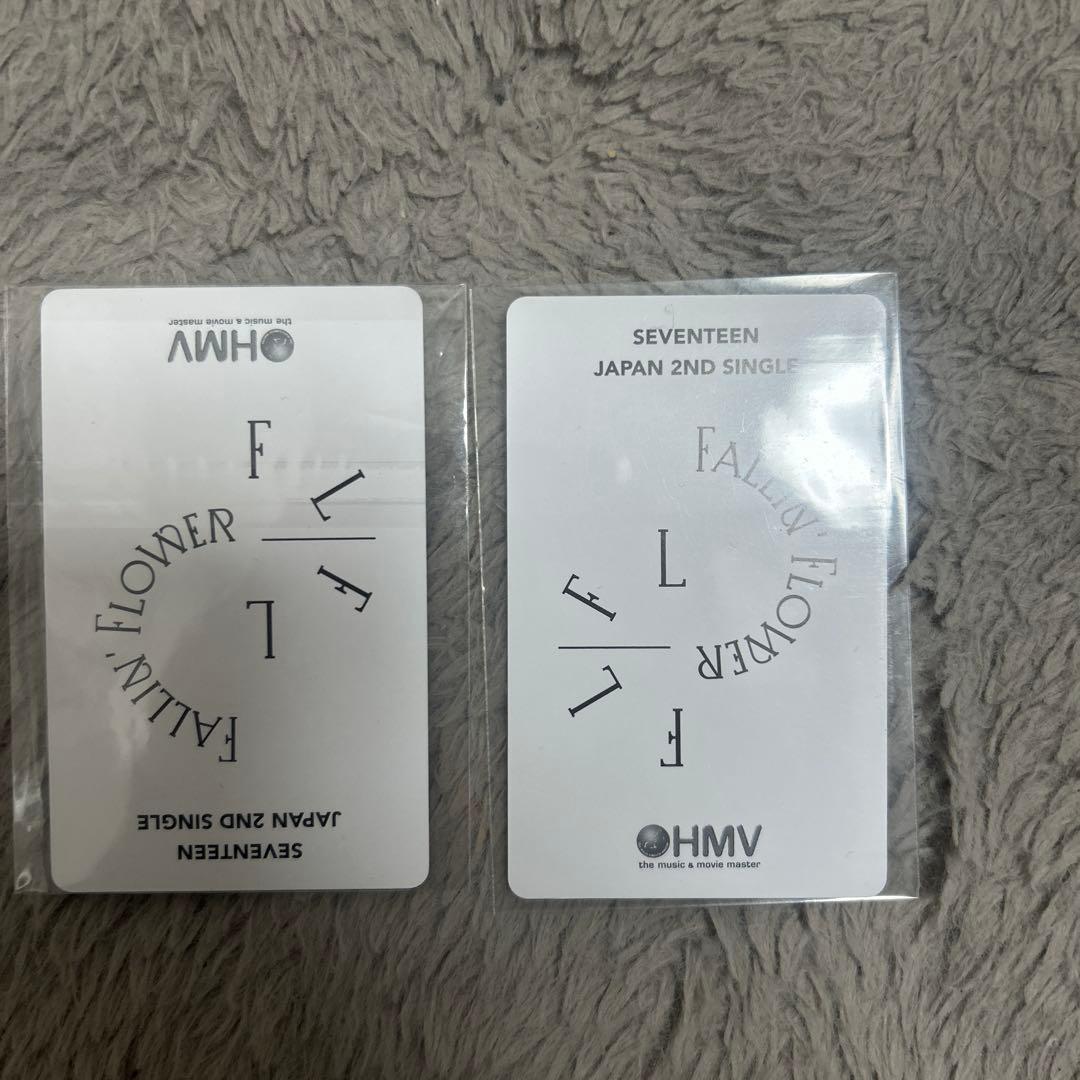 the music & movie master
HMV
F
L
F
L
FALLIN' FLOWER
JAPAN 2ND SINGLE
SEVENTEEN
SEVENTEEN
JAPAN 2ND SINGLE
FALLIN' FLOWER
L
F
L
F
HMV
the music & movie master